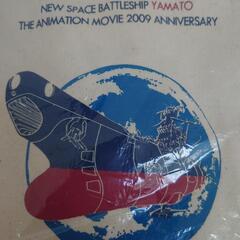 NEW SPACE BATTLESHIP YAMATO
THE ANIMATION MOVIE 2009 ANNIVERSARY